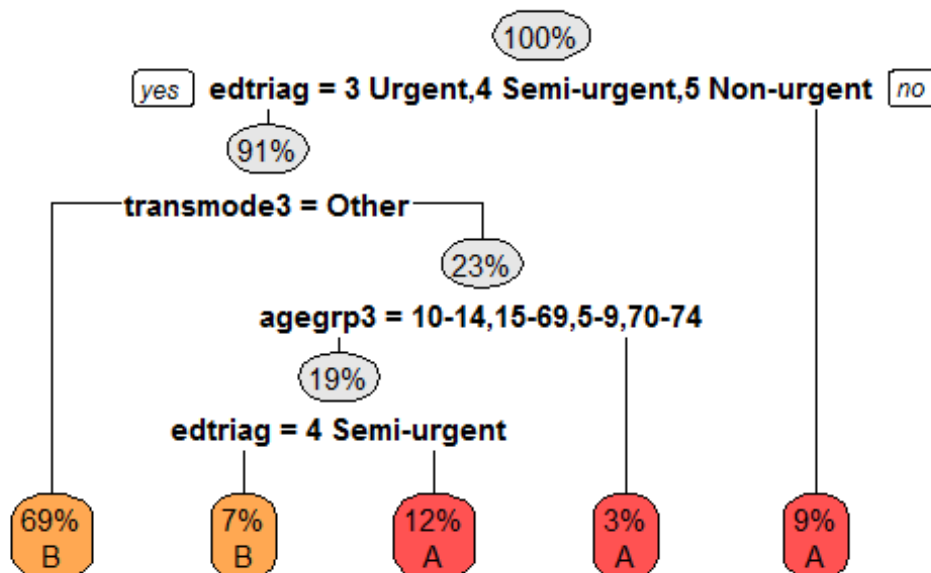 100%
yes edtriag = 3 Urgent,4 Semi-urgent,5 Non-urgent no
91%
transmode3 = Other
23%
agegrp3 = 10-14,15-69,5-9,70-74
19%
edtriag = 4 Semi-urgent
69% 7% 12% 3% 9%
B B A A A